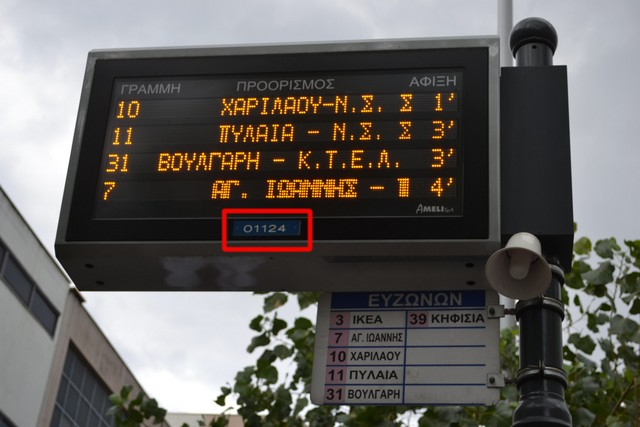 ΓΡΑΜΜΗ ΠΡΟΟΡΙΣΜΟΣ ΑΦΙΞΗ
10 ΧΑΡΙΛΑΟΥ-Ν.Σ. Σ 1'
11 ΠΥΛΑΙΑ - Ν.Σ. Σ 3'
31 ΒΟΥΛΓΑΡΗ - Κ.Τ.Ε.Λ. 3'
7 ΑΓ. ΙΩΑΝΝΗΣ - 4'
AMELI
01124
ΕΥΖΩΝΩΝ
3 ΙΚΕΑ 39 ΚΗΦΙΣΙΑ
7 ΑΓ. ΙΩΑΝΝΗΣ
10 ΧΑΡΙΛΑΟΥ
11 ΠΥΛΑΙΑ
31 ΒΟΥΛΓΑΡΗ